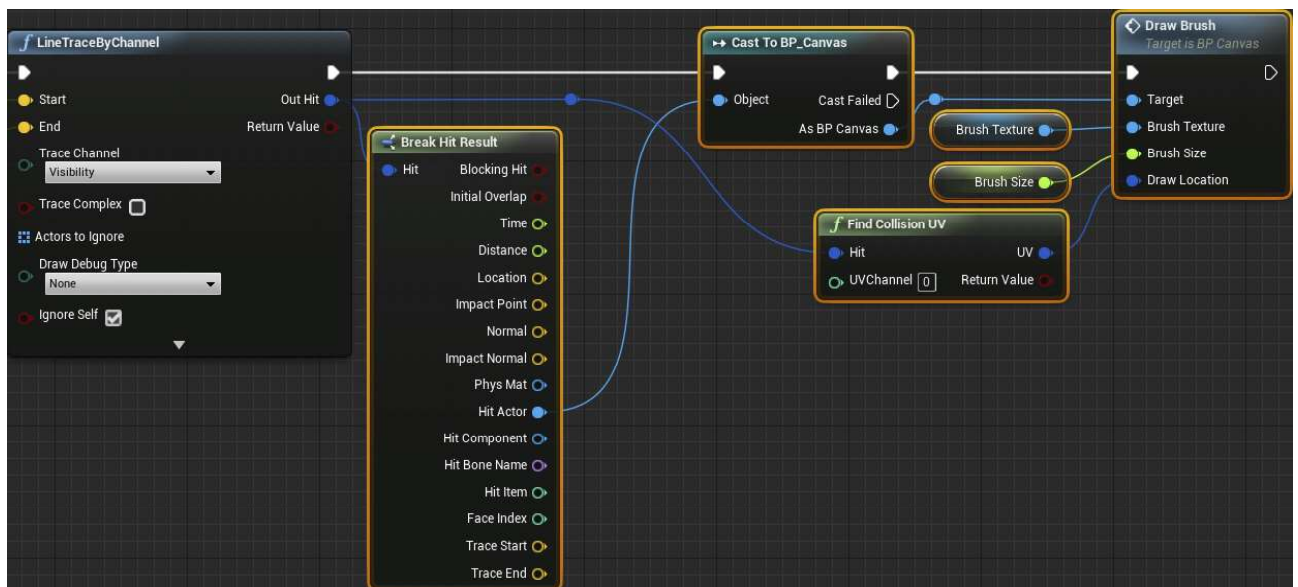 LineTraceByChannel
Start
Out Hit
End
Return Value
Trace Channel
Visibility
Trace Complex
Actors to Ignore
Draw Debug Type
None
Ignore Self
Break Hit Result
Hit
Blocking Hit
Initial Overlap
Time
Distance
Location
Impact Point
Normal
Impact Normal
Phys Mat
Hit Actor
Hit Component
Hit Bone Name
Hit Item
Face Index
Trace Start
Trace End
Cast To BP_Canvas
Object
Cast Failed
As BP Canvas
Brush Texture
Brush Size
Find Collision UV
Hit
UV
UVChannel 0
Return Value
Draw Brush
Target is BP Canvas
Target
Brush Texture
Brush Size
Draw Location